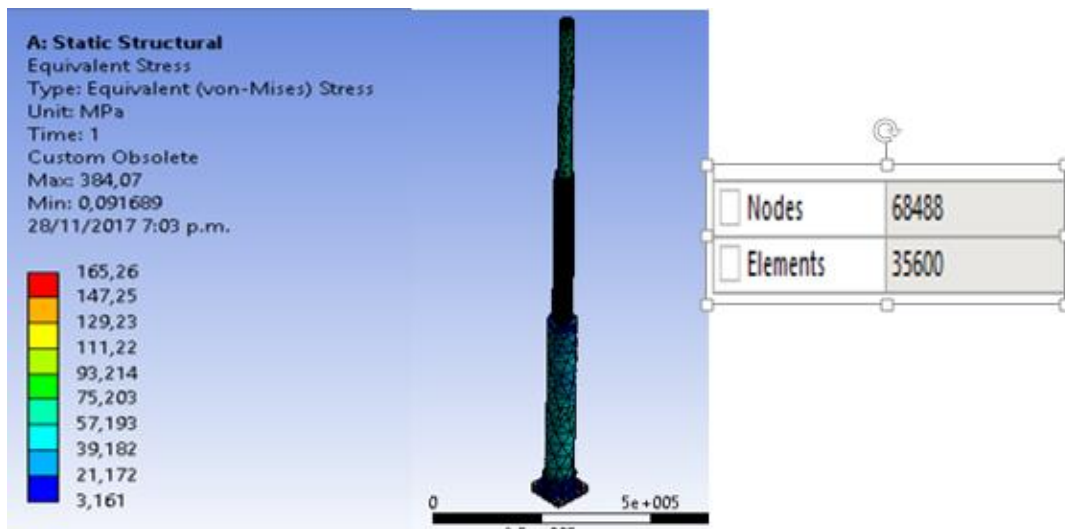 A: Static Structural
Equivalent Stress
Type: Equivalent (von-Mises) Stress
Unit: MPa
Time: 1
Custom Obsolete
Max: 384,07
Min: 0,091689
28/11/2017 7:03 p.m.
165,26
147,25
129,23
111,22
93,214
75,203
57,193
39,182
21,172
3,161
0
5e+005
Nodes 68488
Elements 35600